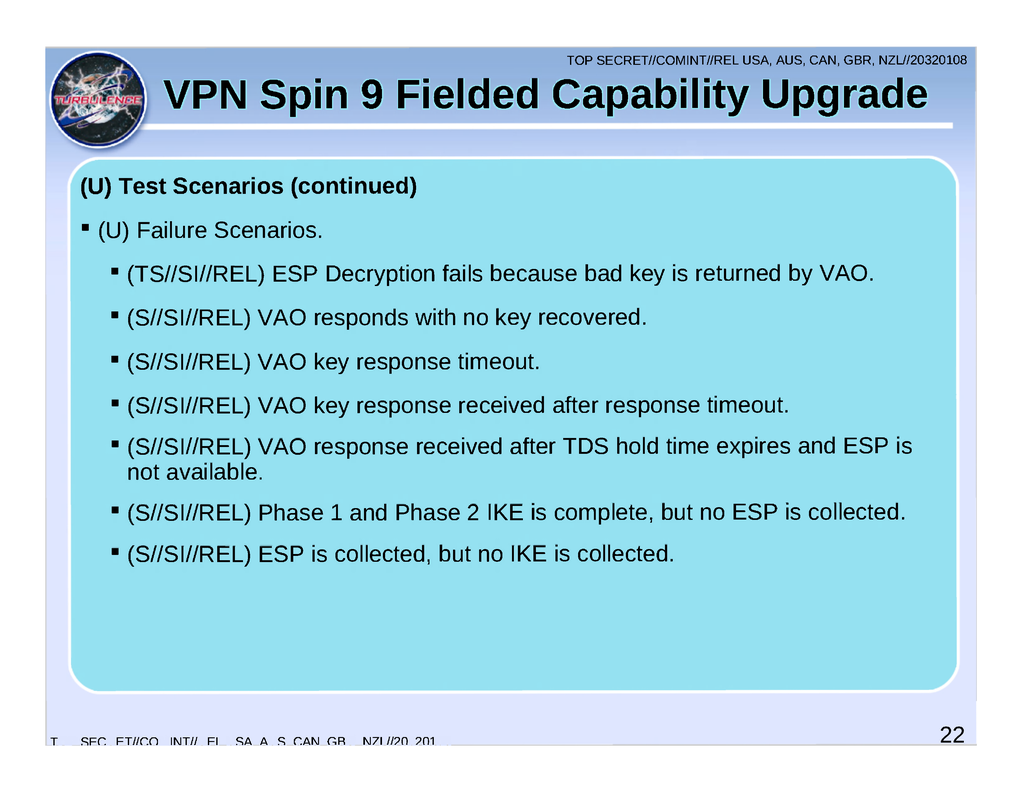 TOP SECRET//COMINT//REL USA, AUS, CAN, GBR, NZL//20320108
TURBULENCE
VPN Spin 9 Fielded Capability Upgrade
(U) Test Scenarios (continued)
▪ (U) Failure Scenarios.
▪ (TS//SI//REL) ESP Decryption fails because bad key is returned by VAO.
▪ (S//SI//REL) VAO responds with no key recovered.
▪ (S//SI//REL) VAO key response timeout.
▪ (S//SI//REL) VAO key response received after response timeout.
▪ (S//SI//REL) VAO response received after TDS hold time expires and ESP is
not available.
▪ (S//SI//REL) Phase 1 and Phase 2 IKE is complete, but no ESP is collected.
▪ (S//SI//REL) ESP is collected, but no IKE is collected.
22